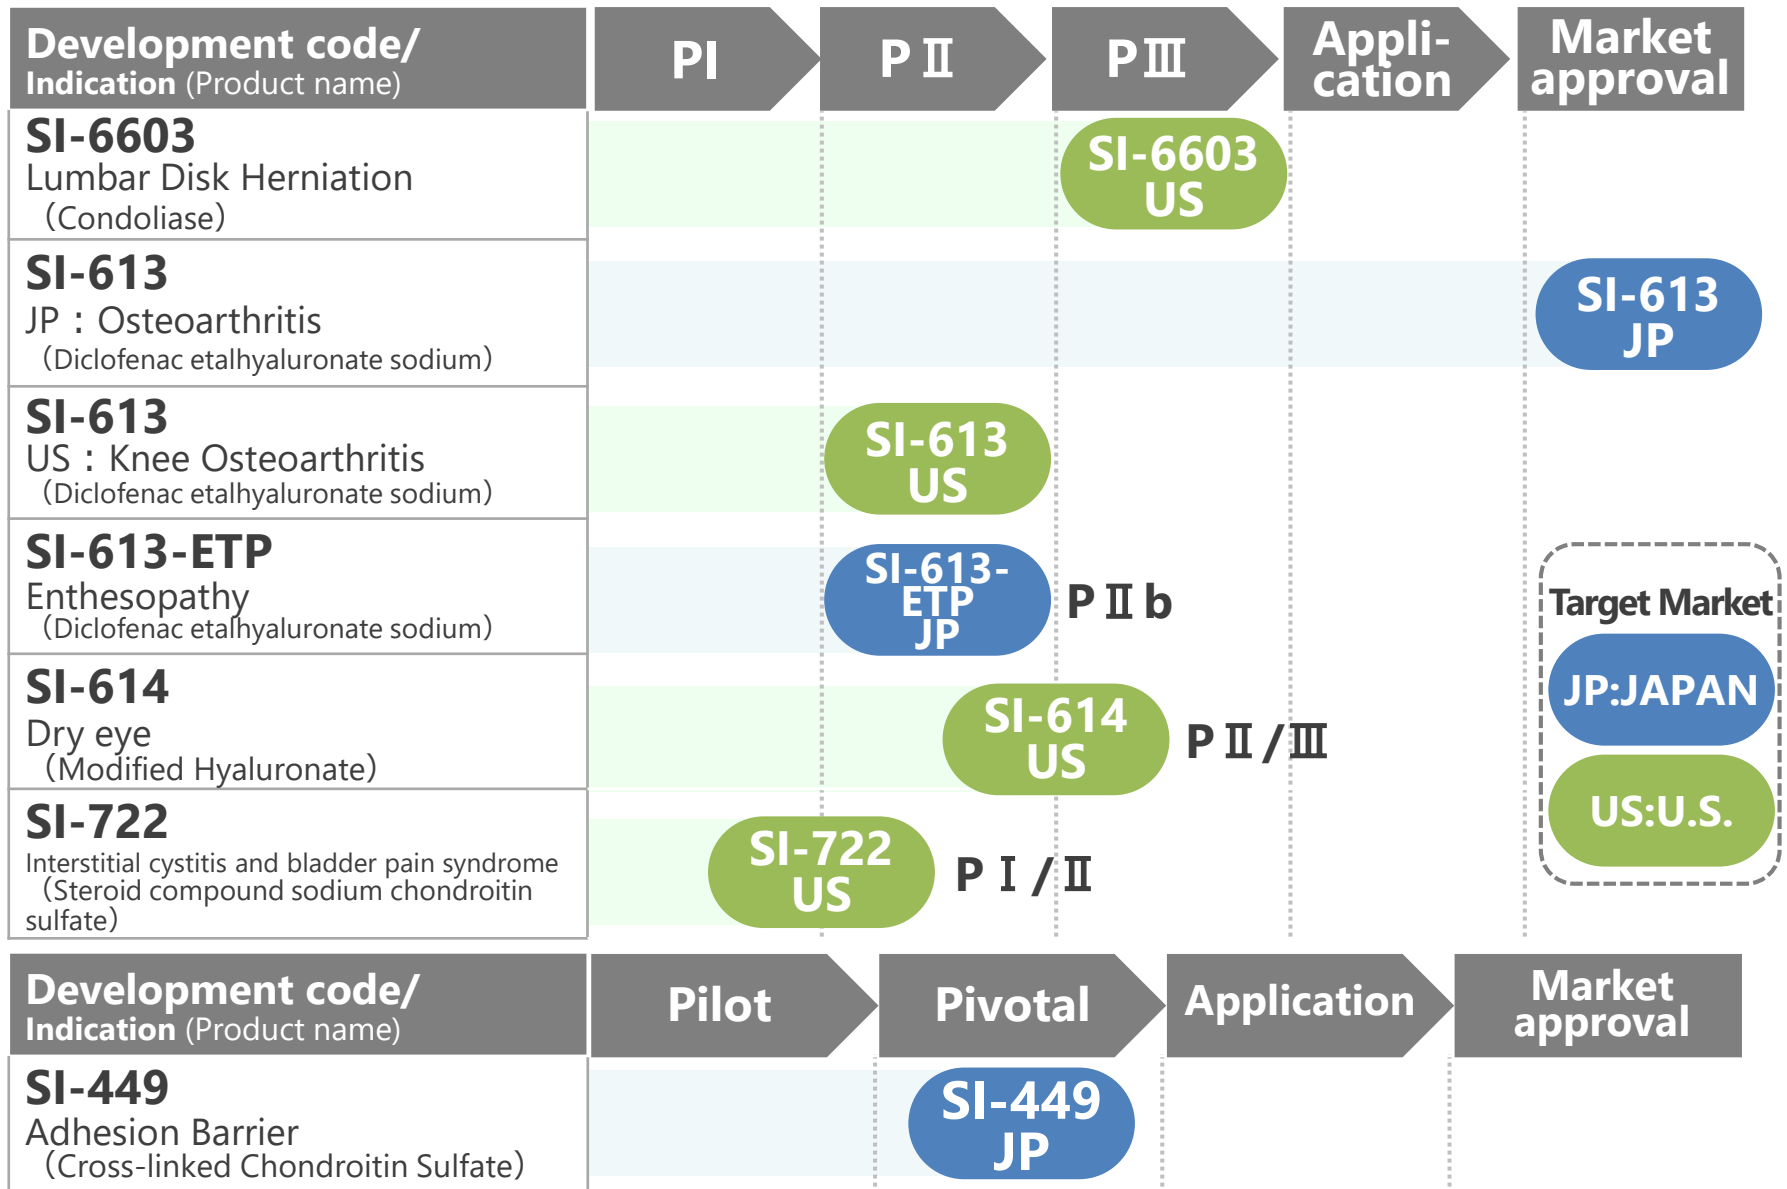 Development code/
Indication (Product name)
PI
PⅡ
PⅢ
Appli-
cation
Market
approval
SI-6603
Lumbar Disk Herniation
（Condoliase）
SI-6603
US
SI-613
JP：Osteoarthritis
（Diclofenac etalhyaluronate sodium）
SI-613
JP
SI-613
US：Knee Osteoarthritis
（Diclofenac etalhyaluronate sodium）
SI-613
US
SI-613-ETP
Enthesopathy
（Diclofenac etalhyaluronate sodium）
SI-613-
ETP
JP
PⅡb
SI-614
Dry eye
（Modified Hyaluronate）
SI-614
US
PⅡ/Ⅲ
SI-722
Interstitial cystitis and bladder pain syndrome
（Steroid compound sodium chondroitin
sulfate）
SI-722
US
PⅠ/Ⅱ
Target Market
JP:JAPAN
US:U.S.
Development code/
Indication (Product name)
Pilot
Pivotal
Application
Market
approval
SI-449
Adhesion Barrier
（Cross-linked Chondroitin Sulfate）
SI-449
JP